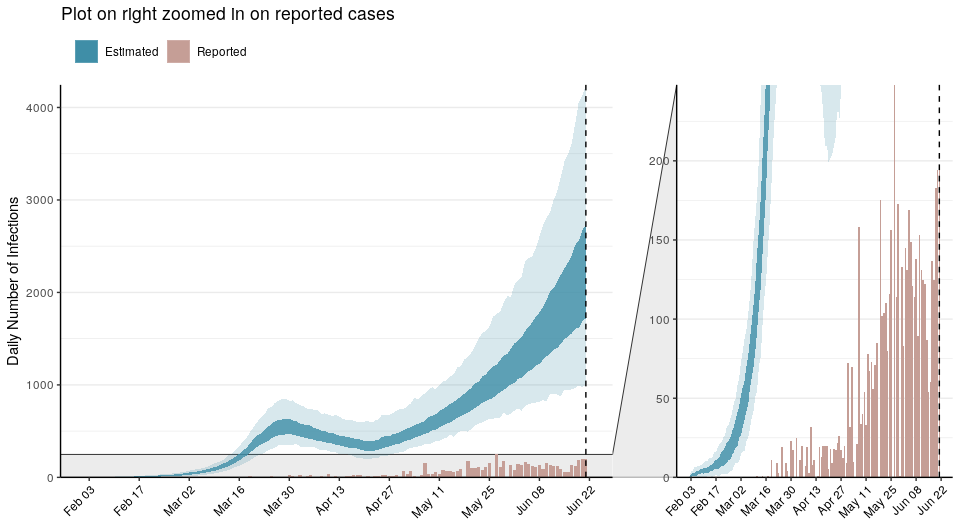 Plot on right zoomed in on reported cases
Estimated
Reported
Daily Number of Infections
4000
3000
2000
1000
0
Feb 03
Feb 17
Mar 02
Mar 16
Mar 30
Apr 13
Apr 27
May 11
May 25
Jun 08
Jun 22
200
150
100
50
0
Feb 03
Feb 17
Mar 02
Mar 16
Mar 30
Apr 13
Apr 27
May 11
May 25
Jun 08
Jun 22